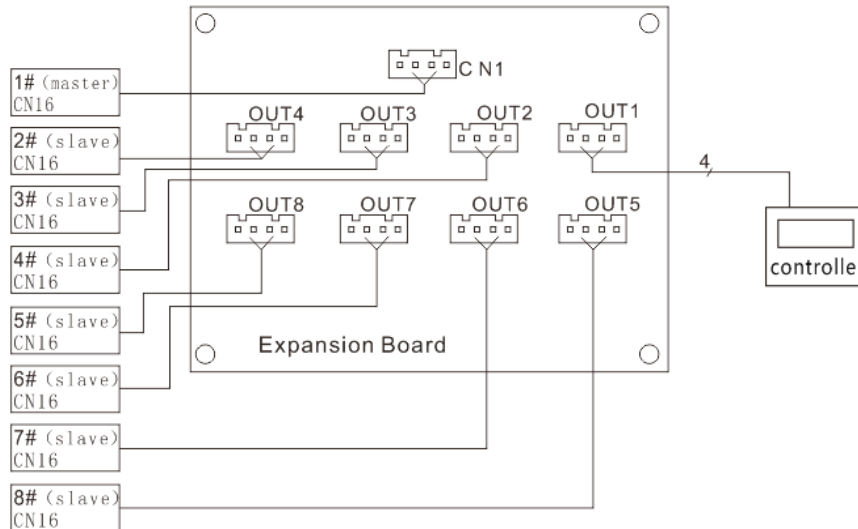 C N1
1# (master)
CN16
OUT4
OUT3
OUT2
OUT1
2# (slave)
CN16
4
3# (slave)
CN16
OUT8
OUT7
OUT6
OUT5
4# (slave)
CN16
controlle
5# (slave)
CN16
Expansion Board
6# (slave)
CN16
7# (slave)
CN16
8# (slave)
CN16